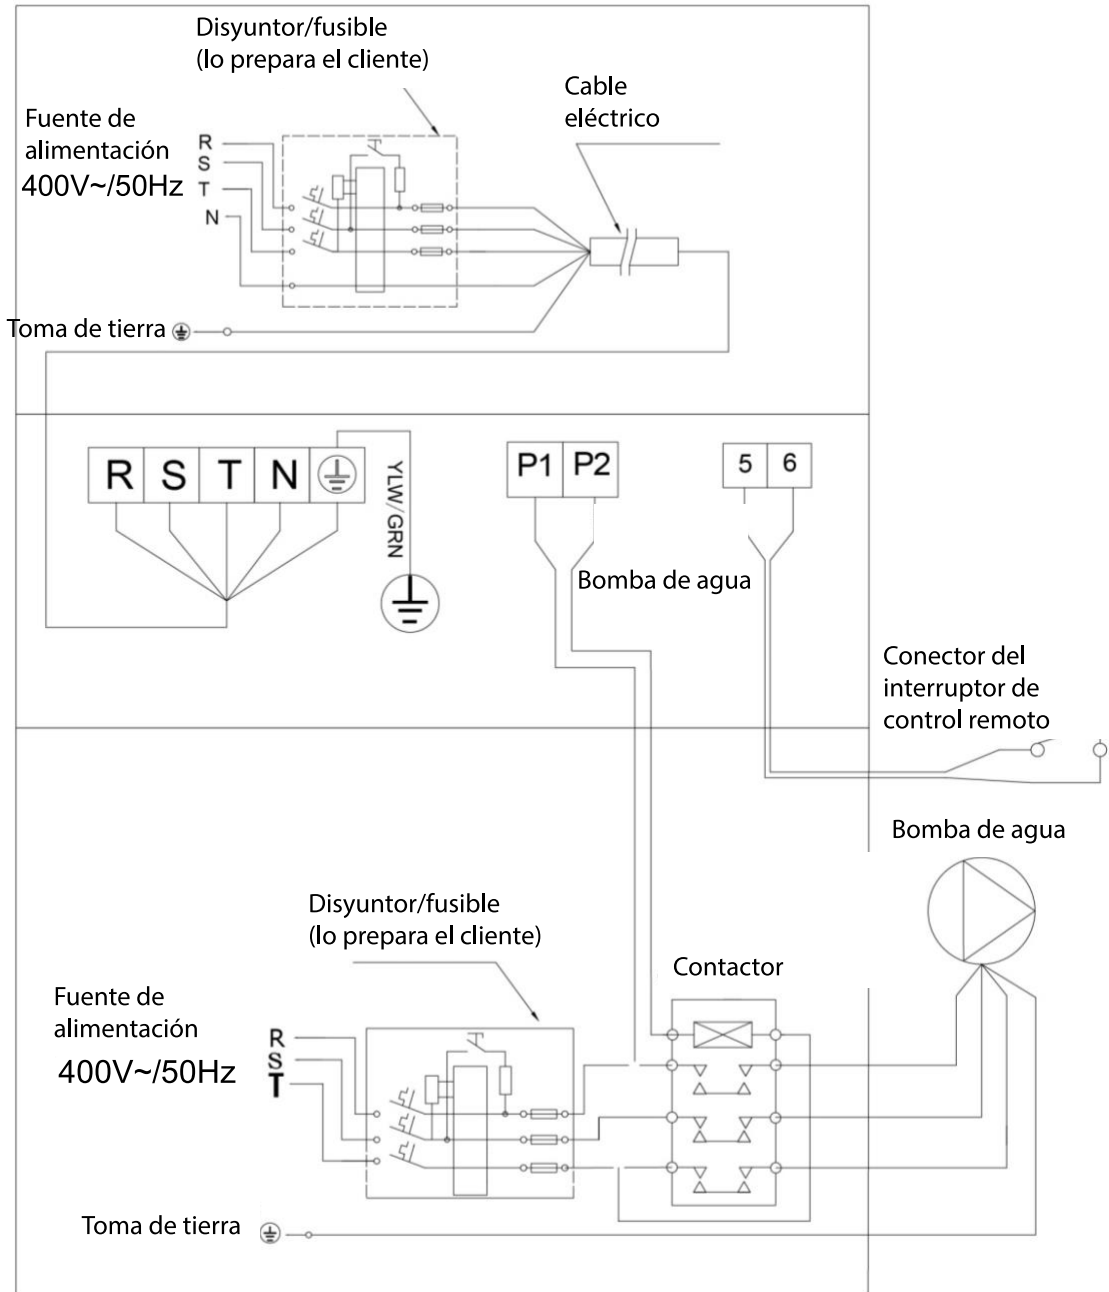 Disyuntor/fusible
(lo prepara el cliente)
Cable
eléctrico
Fuente de
alimentación
400V~/50Hz
R
S
T
N
Toma de tierra
R S T N
YLW/GRN
P1 P2
5 6
Bomba de agua
Conector del
interruptor de
control remoto
Bomba de agua
Disyuntor/fusible
(lo prepara el cliente)
Contactor
Fuente de
alimentación
400V~/50Hz
R
S
T
Toma de tierra